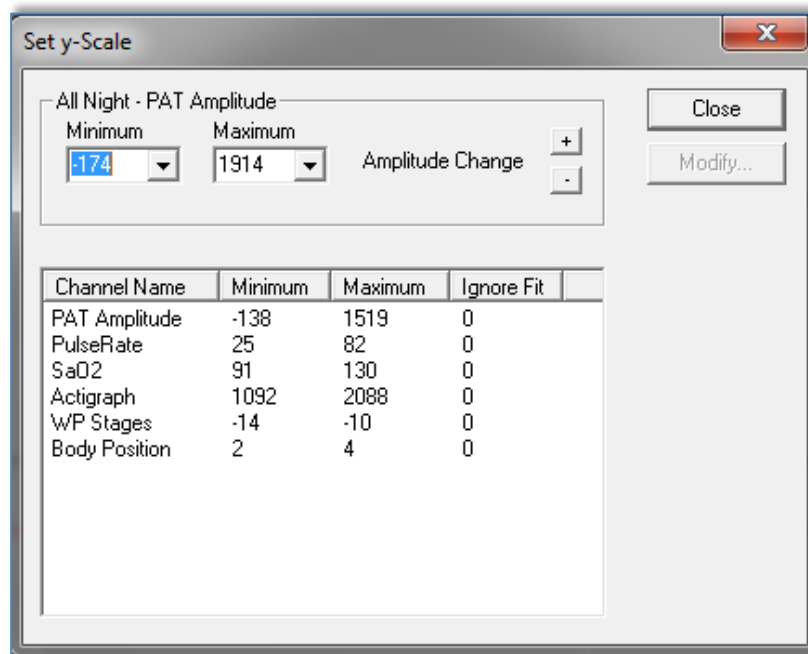 Set y-Scale
All Night - PAT Amplitude
Minimum Maximum
-174 1914 Amplitude Change + -
Close
Modify...
Channel Name Minimum Maximum Ignore Fit
PAT Amplitude -138 1519 0
PulseRate 25 82 0
SaO2 91 130 0
Actigraph 1092 2088 0
WP Stages -14 -10 0
Body Position 2 4 0